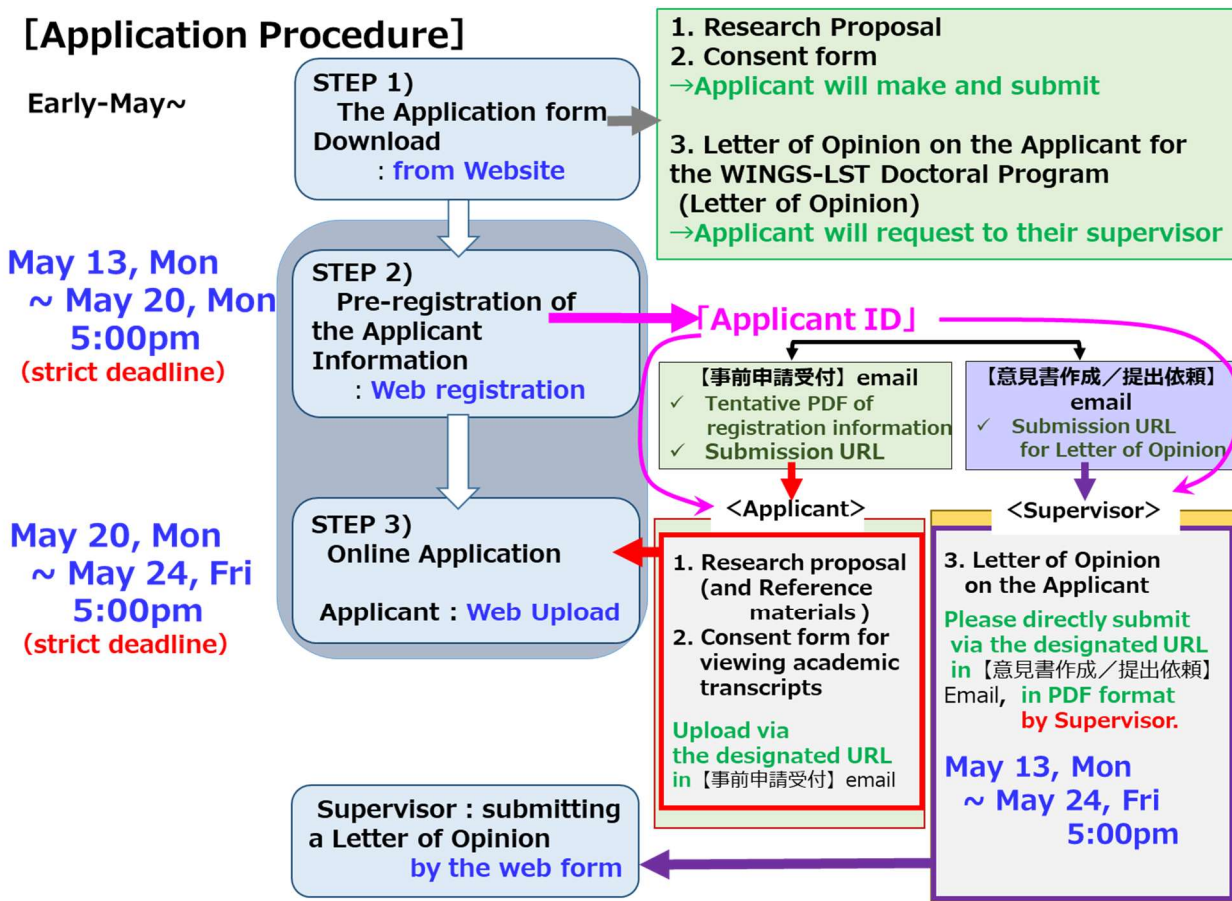 [Application Procedure]
Early-May~
STEP 1)
The Application form
Download
: from Website
1. Research Proposal
2. Consent form
→Applicant will make and submit
3. Letter of Opinion on the Applicant for
the WINGS-LST Doctoral Program
(Letter of Opinion)
→Applicant will request to their supervisor
May 13, Mon
~ May 20, Mon
5:00pm
(strict deadline)
STEP 2)
Pre-registration of
the Applicant
Information
: Web registration
「Applicant ID」
【事前申請受付】email
✓ Tentative PDF of
registration information
✓ Submission URL
【意見書作成／提出依頼】
email
✓ Submission URL
for Letter of Opinion
May 20, Mon
~ May 24, Fri
5:00pm
(strict deadline)
STEP 3)
Online Application
Applicant : Web Upload
<Applicant>
1. Research proposal
(and Reference
materials)
2. Consent form for
viewing academic
transcripts
Upload via
the designated URL
in【事前申請受付】email
<Supervisor>
3. Letter of Opinion
on the Applicant
Please directly submit
via the designated URL
in【意見書作成／提出依頼】
Email, in PDF format
by Supervisor.
May 13, Mon
~ May 24, Fri
5:00pm
Supervisor : submitting
a Letter of Opinion
by the web form